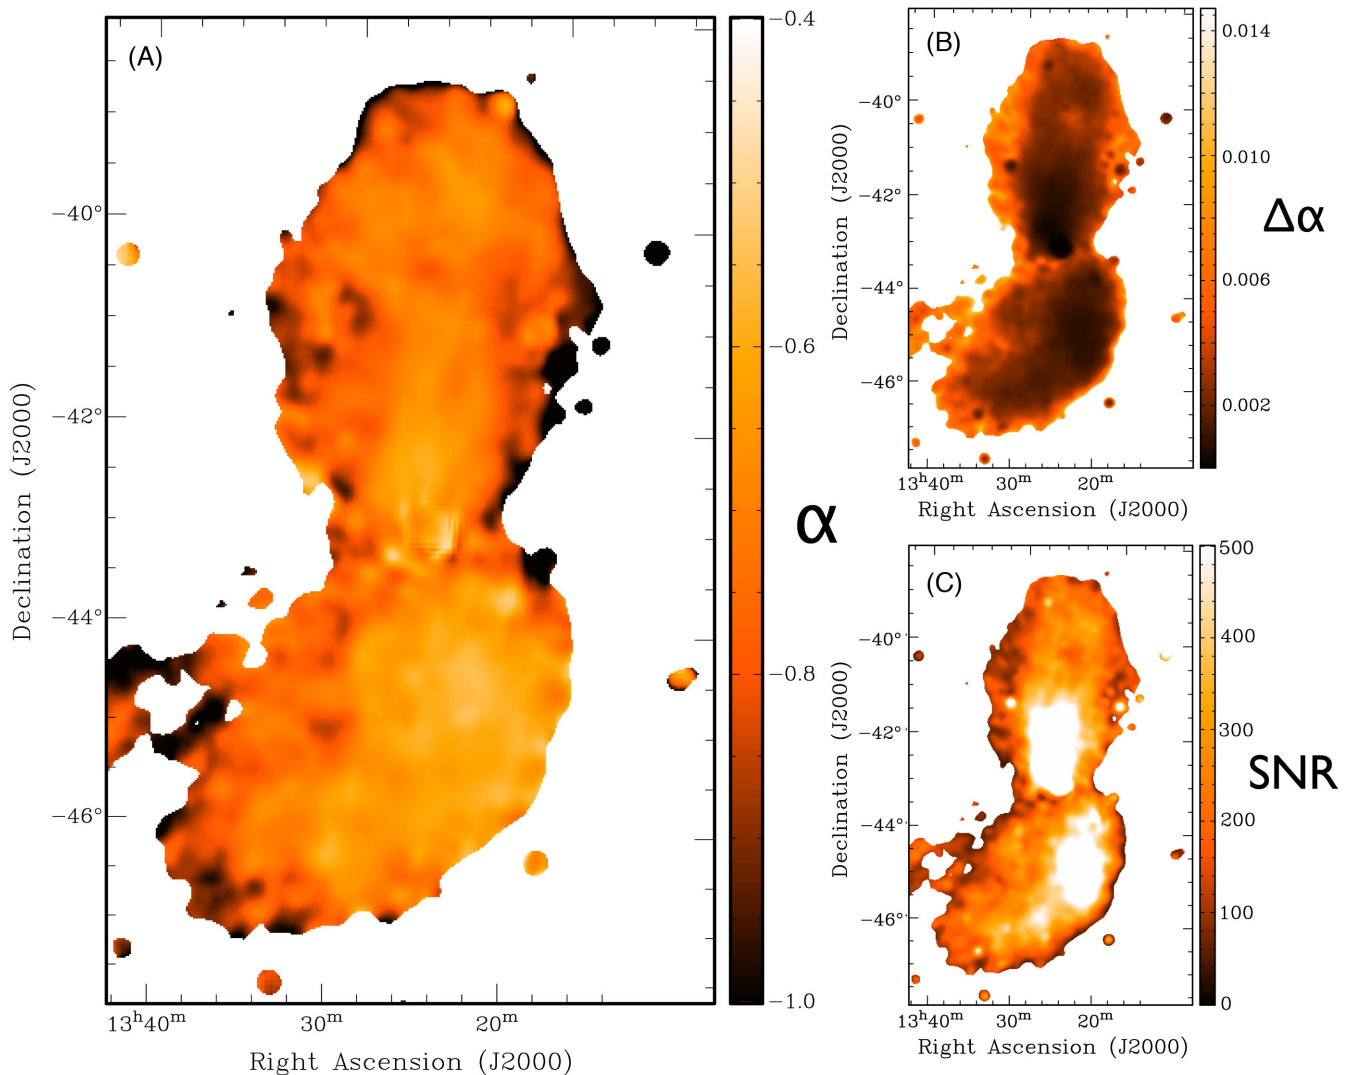 (A)
−0.4
−0.6
α
−0.8
−1.0
−40°
−42°
−44°
−46°
Declination (J2000)
13ʰ40ᵐ
30ᵐ
20ᵐ
Right Ascension (J2000)
(B)
0.014
0.010
0.006
0.002
Δα
−40°
−42°
−44°
−46°
Declination (J2000)
13ʰ40ᵐ
30ᵐ
20ᵐ
Right Ascension (J2000)
(C)
500
400
300
200
100
0
SNR
−40°
−42°
−44°
−46°
Declination (J2000)
13ʰ40ᵐ
30ᵐ
20ᵐ
Right Ascension (J2000)